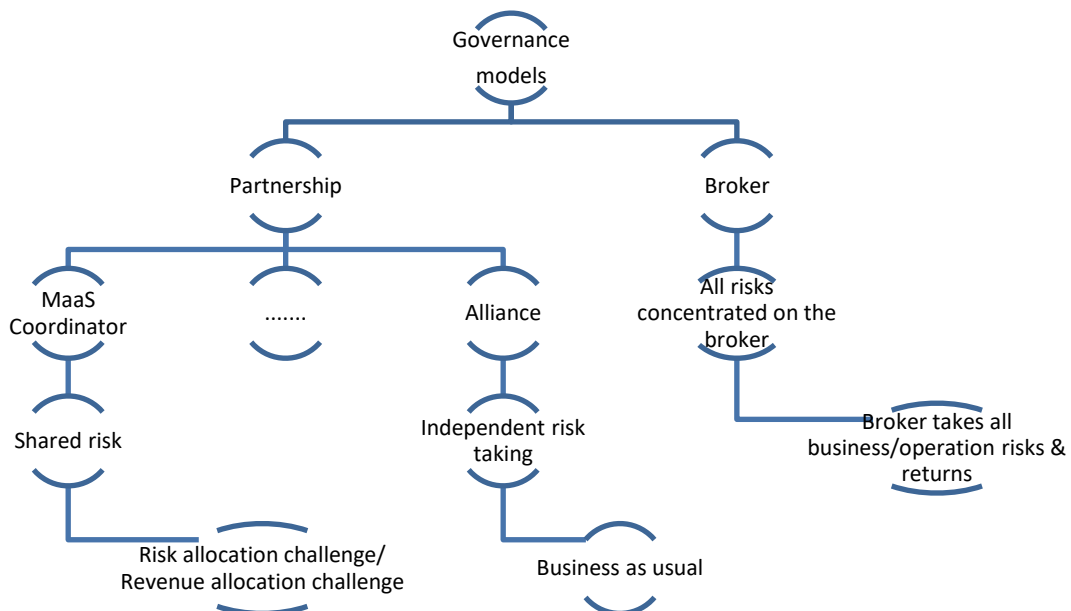 Governance
models
Partnership
Broker
MaaS
Coordinator
.......
Alliance
All risks
concentrated on the
broker
Shared risk
Independent risk
taking
Broker takes all
business/operation risks &
returns
Risk allocation challenge/
Revenue allocation challenge
Business as usual